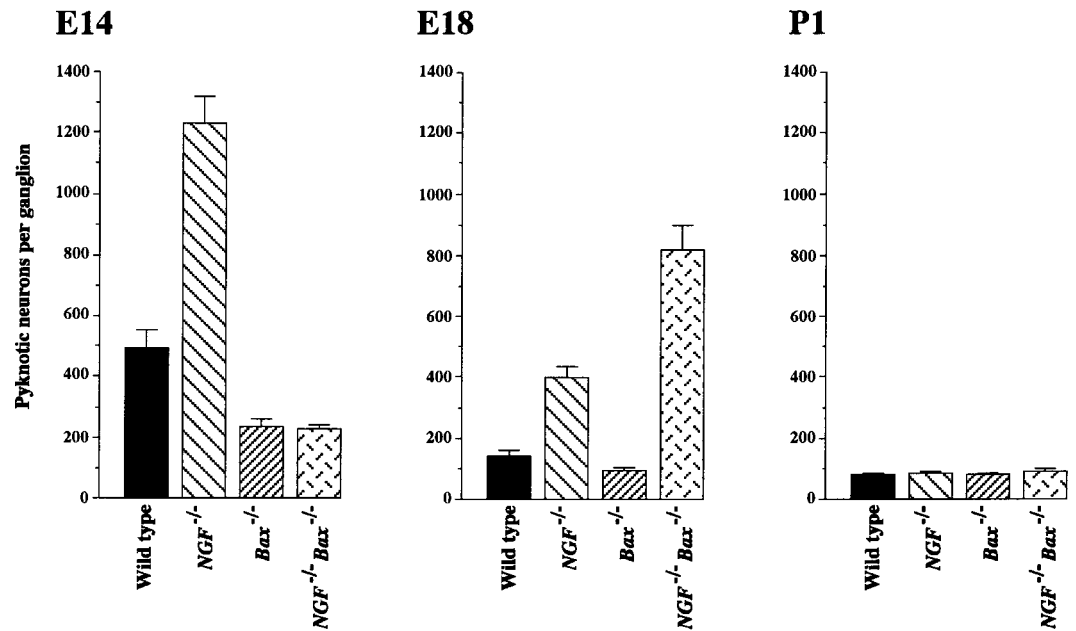 E14
E18
P1
Pyknotic neurons per ganglion
1400
1200
1000
800
600
400
200
0
Wild type
NGF-/-
Bax-/-
NGF-/- Bax-/-
1400
1200
1000
800
600
400
200
0
Wild type
NGF-/-
Bax-/-
NGF-/- Bax-/-
1400
1200
1000
800
600
400
200
0
Wild type
NGF-/-
Bax-/-
NGF-/- Bax-/-